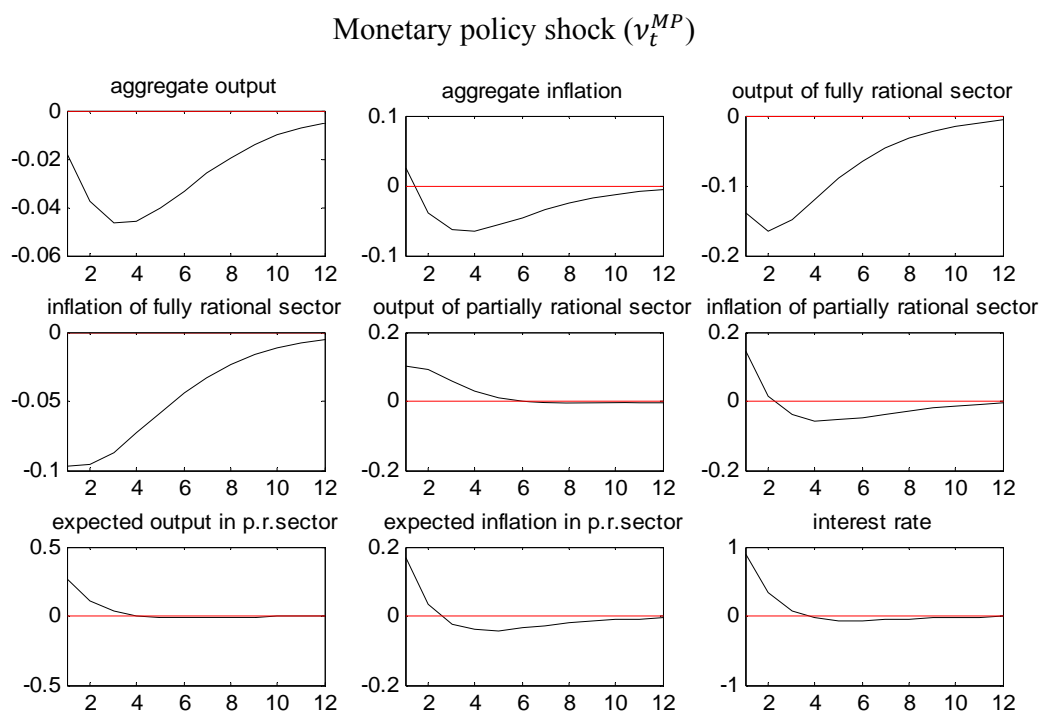 Monetary policy shock (ν_t^{MP})
aggregate output
0
-0.02
-0.04
-0.06
2 4 6 8 10 12
aggregate inflation
0.1
0
-0.1
2 4 6 8 10 12
output of fully rational sector
0
-0.1
-0.2
2 4 6 8 10 12
inflation of fully rational sector
0
-0.05
-0.1
2 4 6 8 10 12
output of partially rational sector
0.2
0
-0.2
2 4 6 8 10 12
inflation of partially rational sector
0.2
0
-0.2
2 4 6 8 10 12
expected output in p.r.sector
0.5
0
-0.5
2 4 6 8 10 12
expected inflation in p.r.sector
0.2
0
-0.2
2 4 6 8 10 12
interest rate
1
0
-1
2 4 6 8 10 12